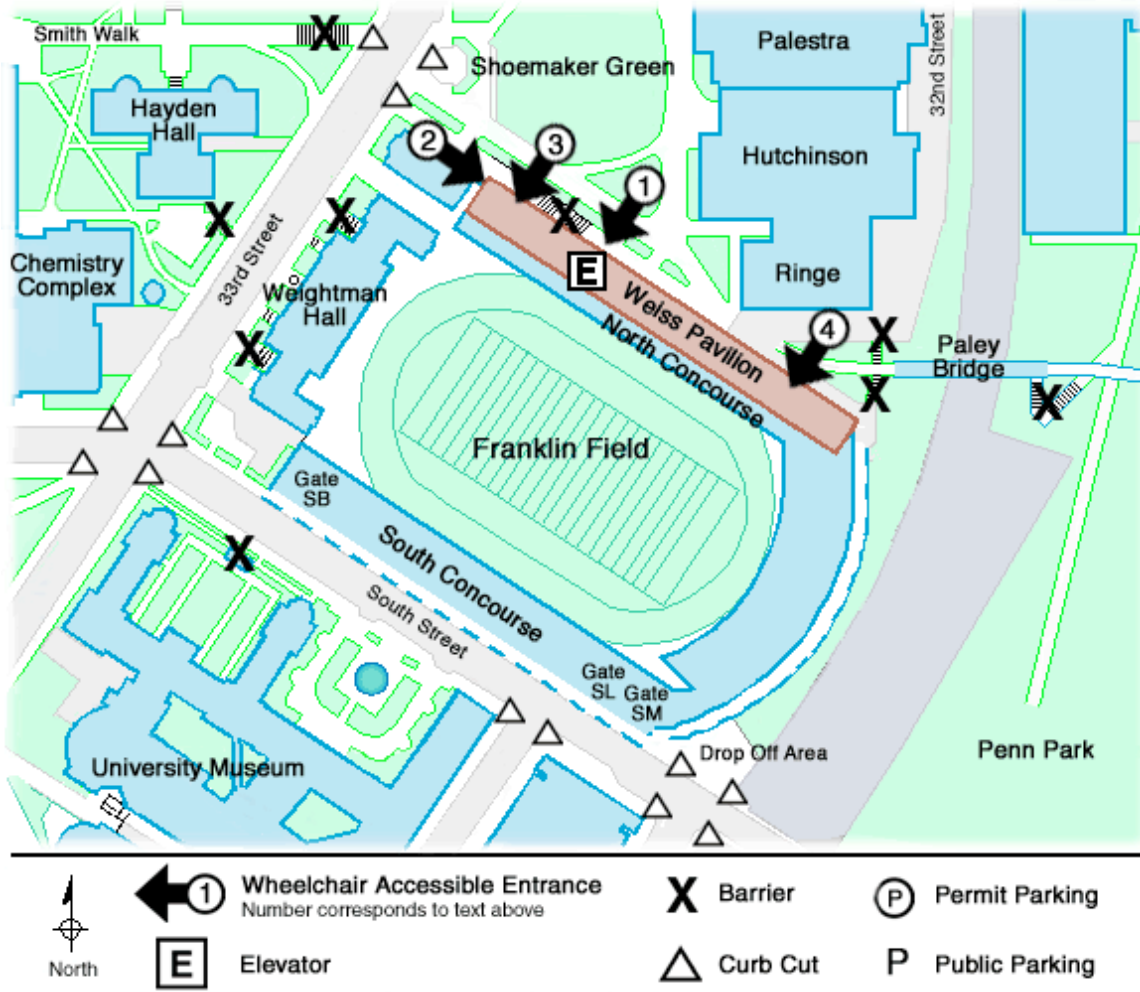 Smith Walk
X
Palestra
32nd Street
Shoemaker Green
Hayden
Hall
2
3
1
Hutchinson
X
X
X
33rd Street
Chemistry
Complex
E
Ringe
Weightman
Hall
Weiss Pavilion
North Concourse
4
X
Paley
Bridge
X
X
X
Franklin Field
Gate
SB
South Concourse
X
South Street
Gate
SL
Gate
SM
Drop Off Area
Penn Park
University Museum
1
Wheelchair Accessible Entrance
Number corresponds to text above
X
Barrier
P
Permit Parking
North
E
Elevator
Curb Cut
P
Public Parking